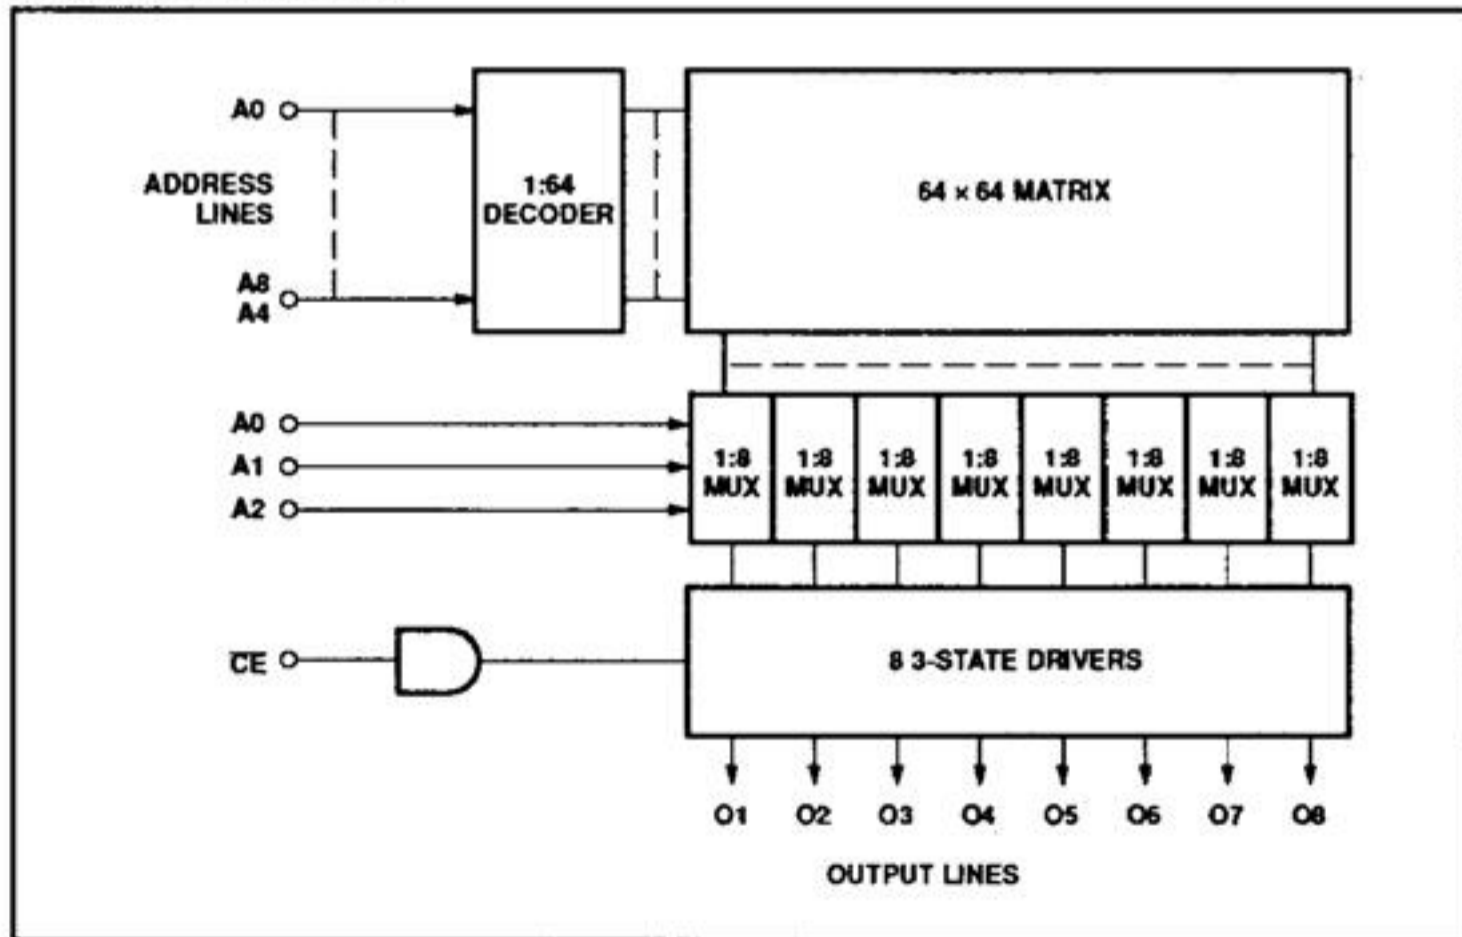 A0
ADDRESS
LINES
A8
A4
1:64
DECODER
64 × 64 MATRIX
A0
A1
A2
1:8 1:8 1:8 1:8 1:8 1:8 1:8 1:8
MUX MUX MUX MUX MUX MUX MUX MUX
CE
8 3-STATE DRIVERS
O1 O2 O3 O4 O5 O6 O7 O8
OUTPUT LINES